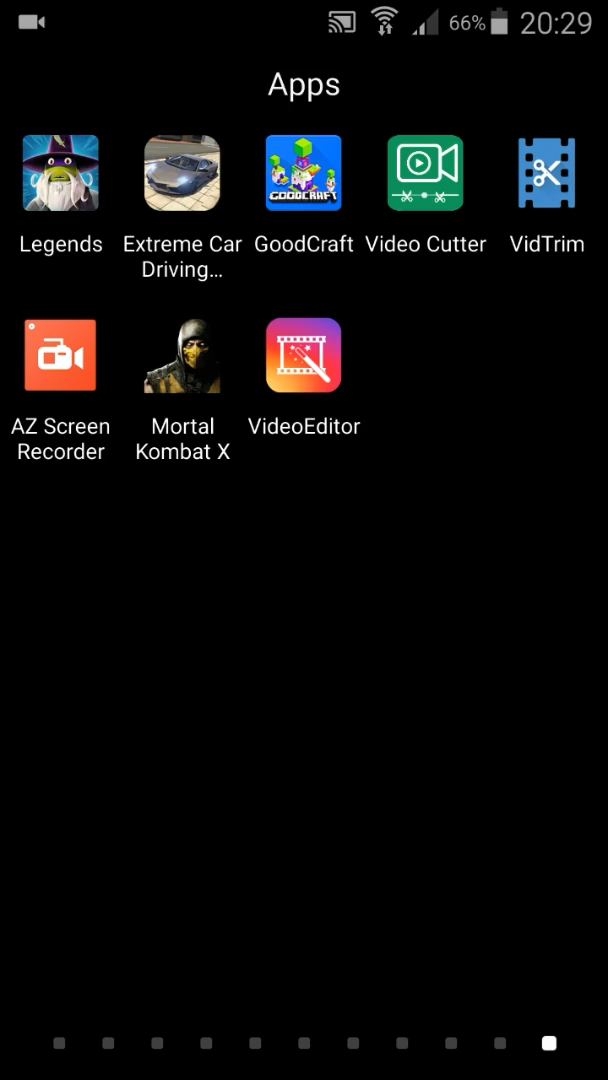 66% 20:29
Apps
Legends
Extreme Car
Driving...
GoodCraft
Video Cutter
VidTrim
GOODCRAFT
AZ Screen
Recorder
Mortal
Kombat X
VideoEditor